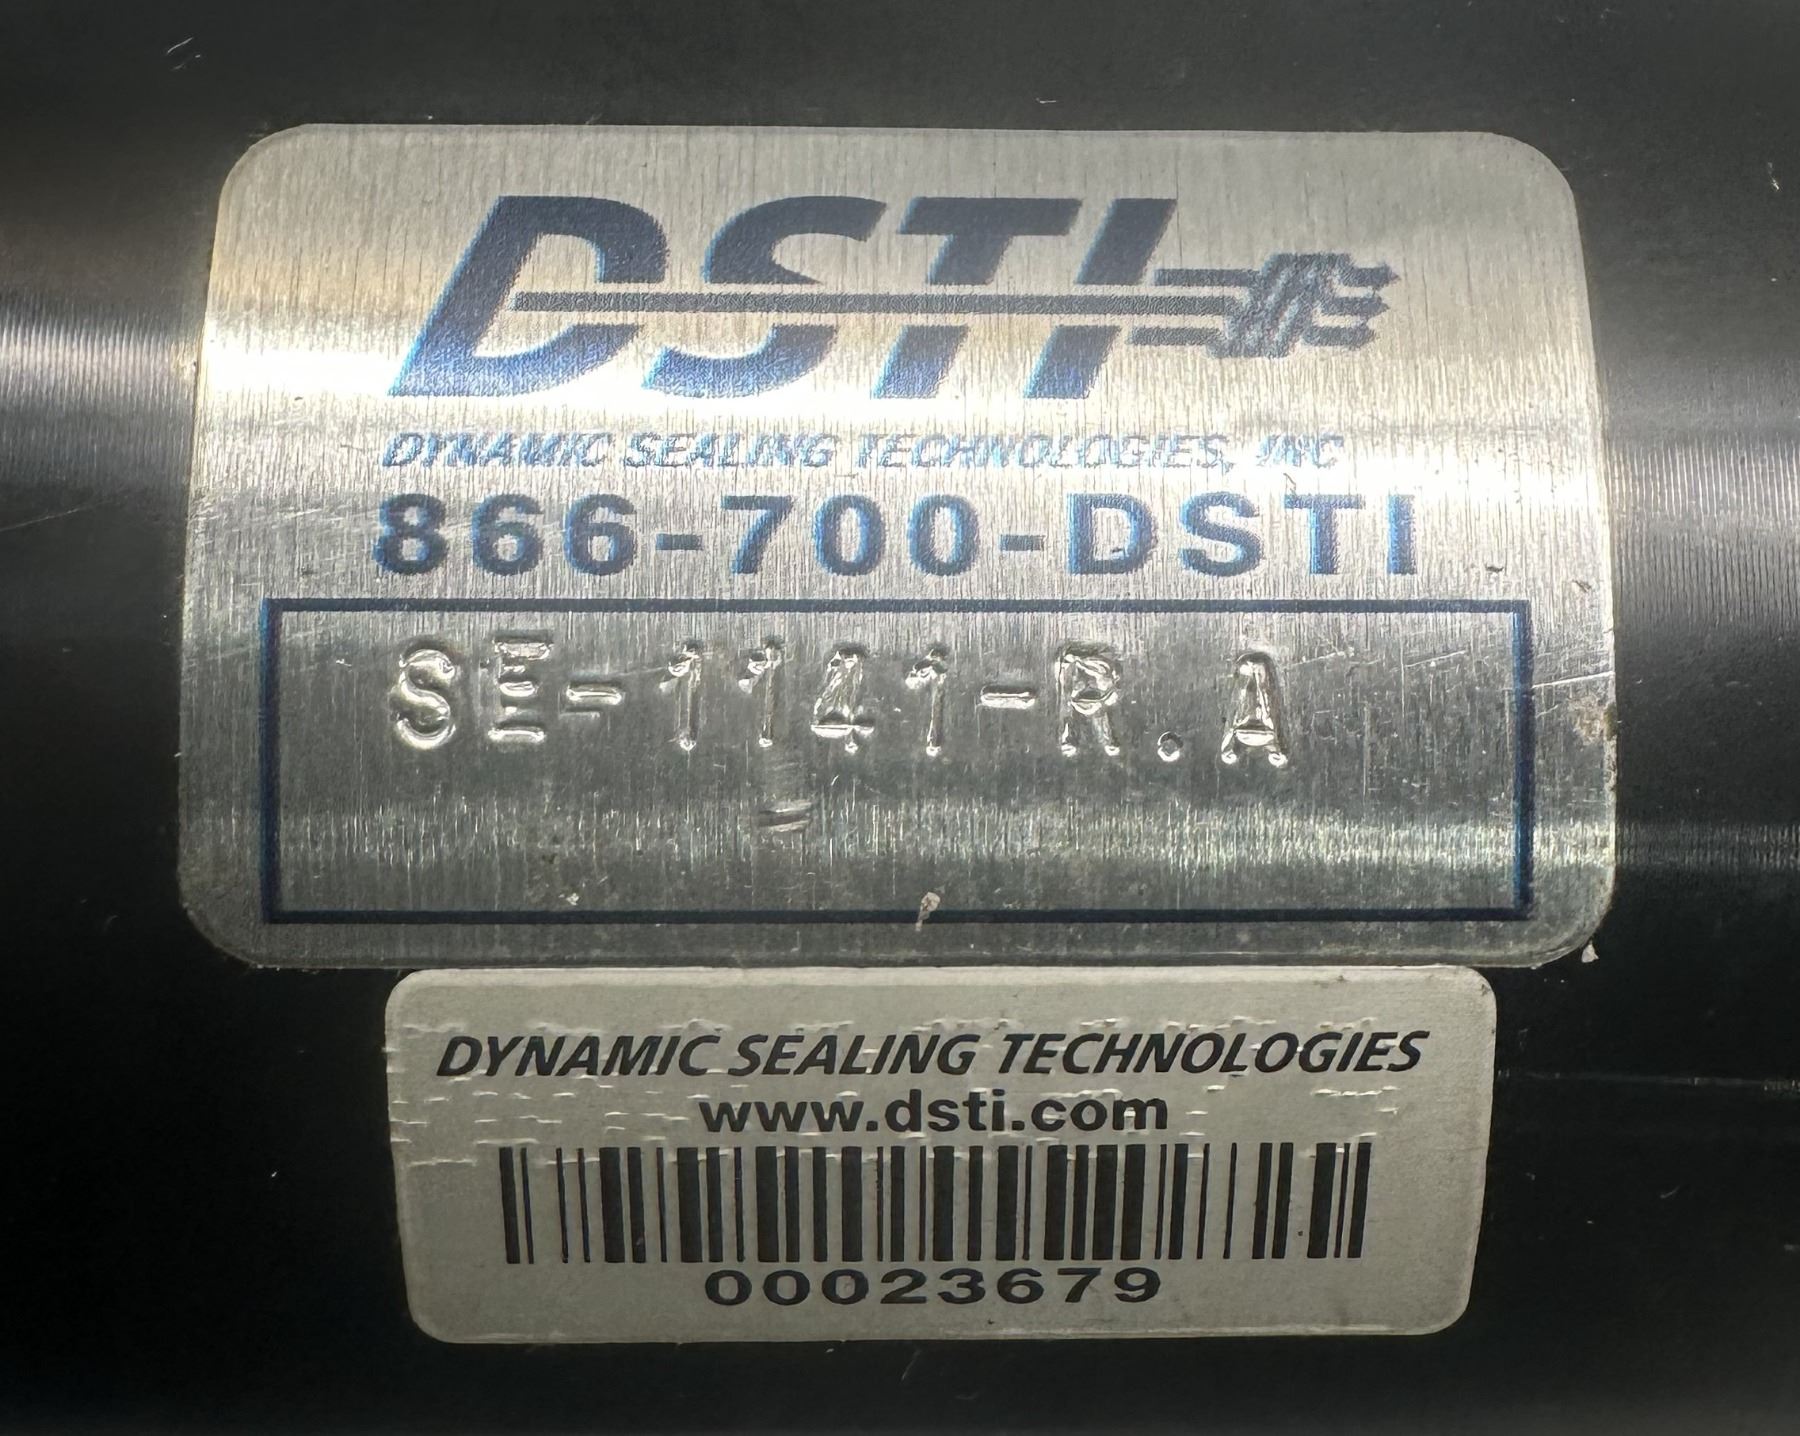 DSTI
DYNAMIC SEALING TECHNOLOGIES, INC
866-700-DSTI
SE-1141-R.A
DYNAMIC SEALING TECHNOLOGIES
www.dsti.com
00023679